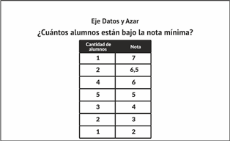 Eje Datos y Azar
¿Cuántos alumnos están bajo la nota mínima?
Cantidad de alumnos Nota
1 7
2 6,5
4 6
5 5
3 4
2 3
1 2